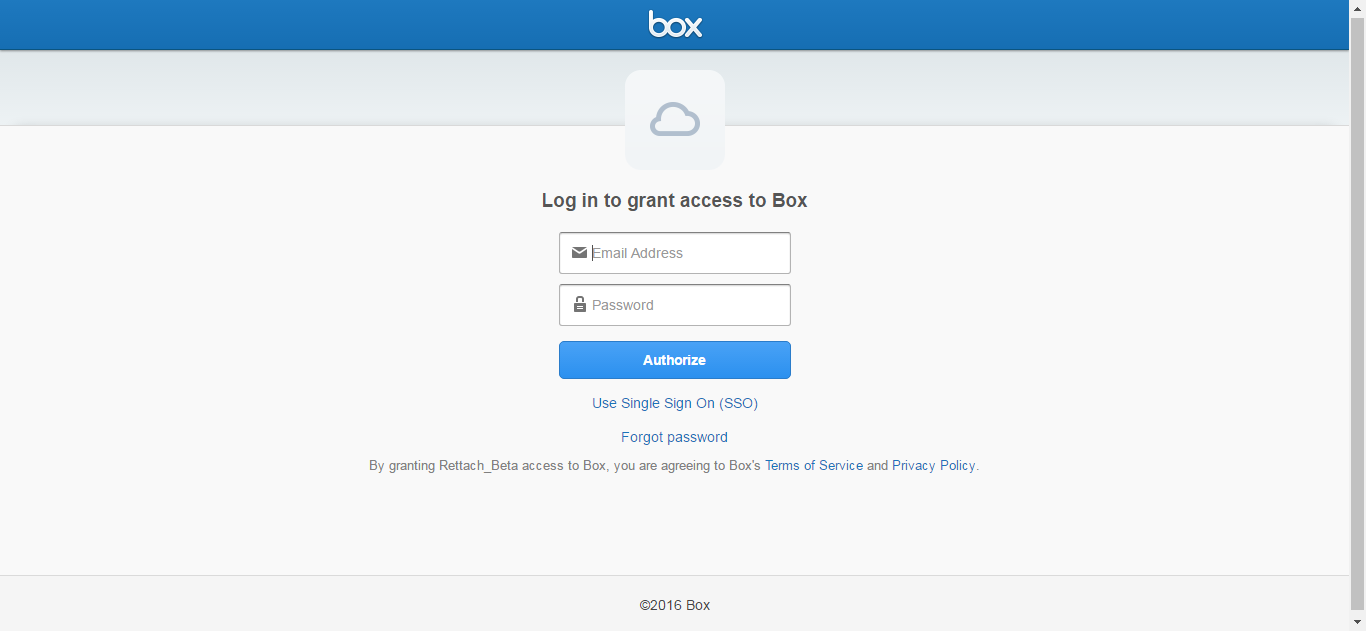 box
Log in to grant access to Box
Email Address
Password
Authorize
Use Single Sign On (SSO)
Forgot password
By granting Rettach_Beta access to Box, you are agreeing to Box's Terms of Service and Privacy Policy.
©2016 Box